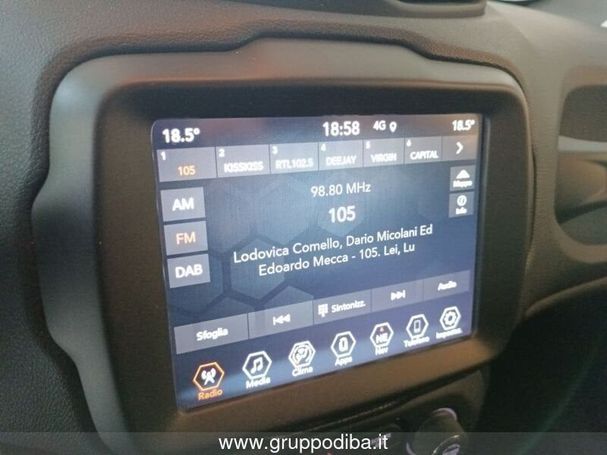 18.5° 18:58 4G 18.5°
1 105 2 KISSKISS 3 RTL102.5 4 DEEJAY 5 VIRGIN 6 CAPITAL
AM 98.80 MHz Mappe
FM 105 Info
DAB Lodovica Comello, Dario Micolani Ed
Edoardo Mecca - 105. Lei, Lu
Sfoglia Sintonizz. Audio
Radio Media Clima Apps Nav Telefono Impostaz.
www.gruppodiba.it